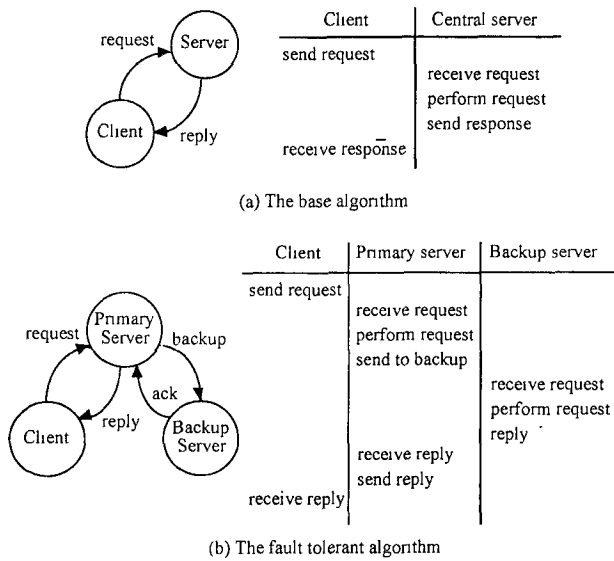 Client
Central server
request
Server
send request
receive request
perform request
Client
send response
reply
receive response
(a) The base algorithm
Client
Primary server
Backup server
send request
receive request
request
Primary
Server
backup
perform request
send to backup
ack
receive request
reply
perform request
Client
Backup
Server
reply
receive reply
send reply
receive reply
(b) The fault tolerant algorithm